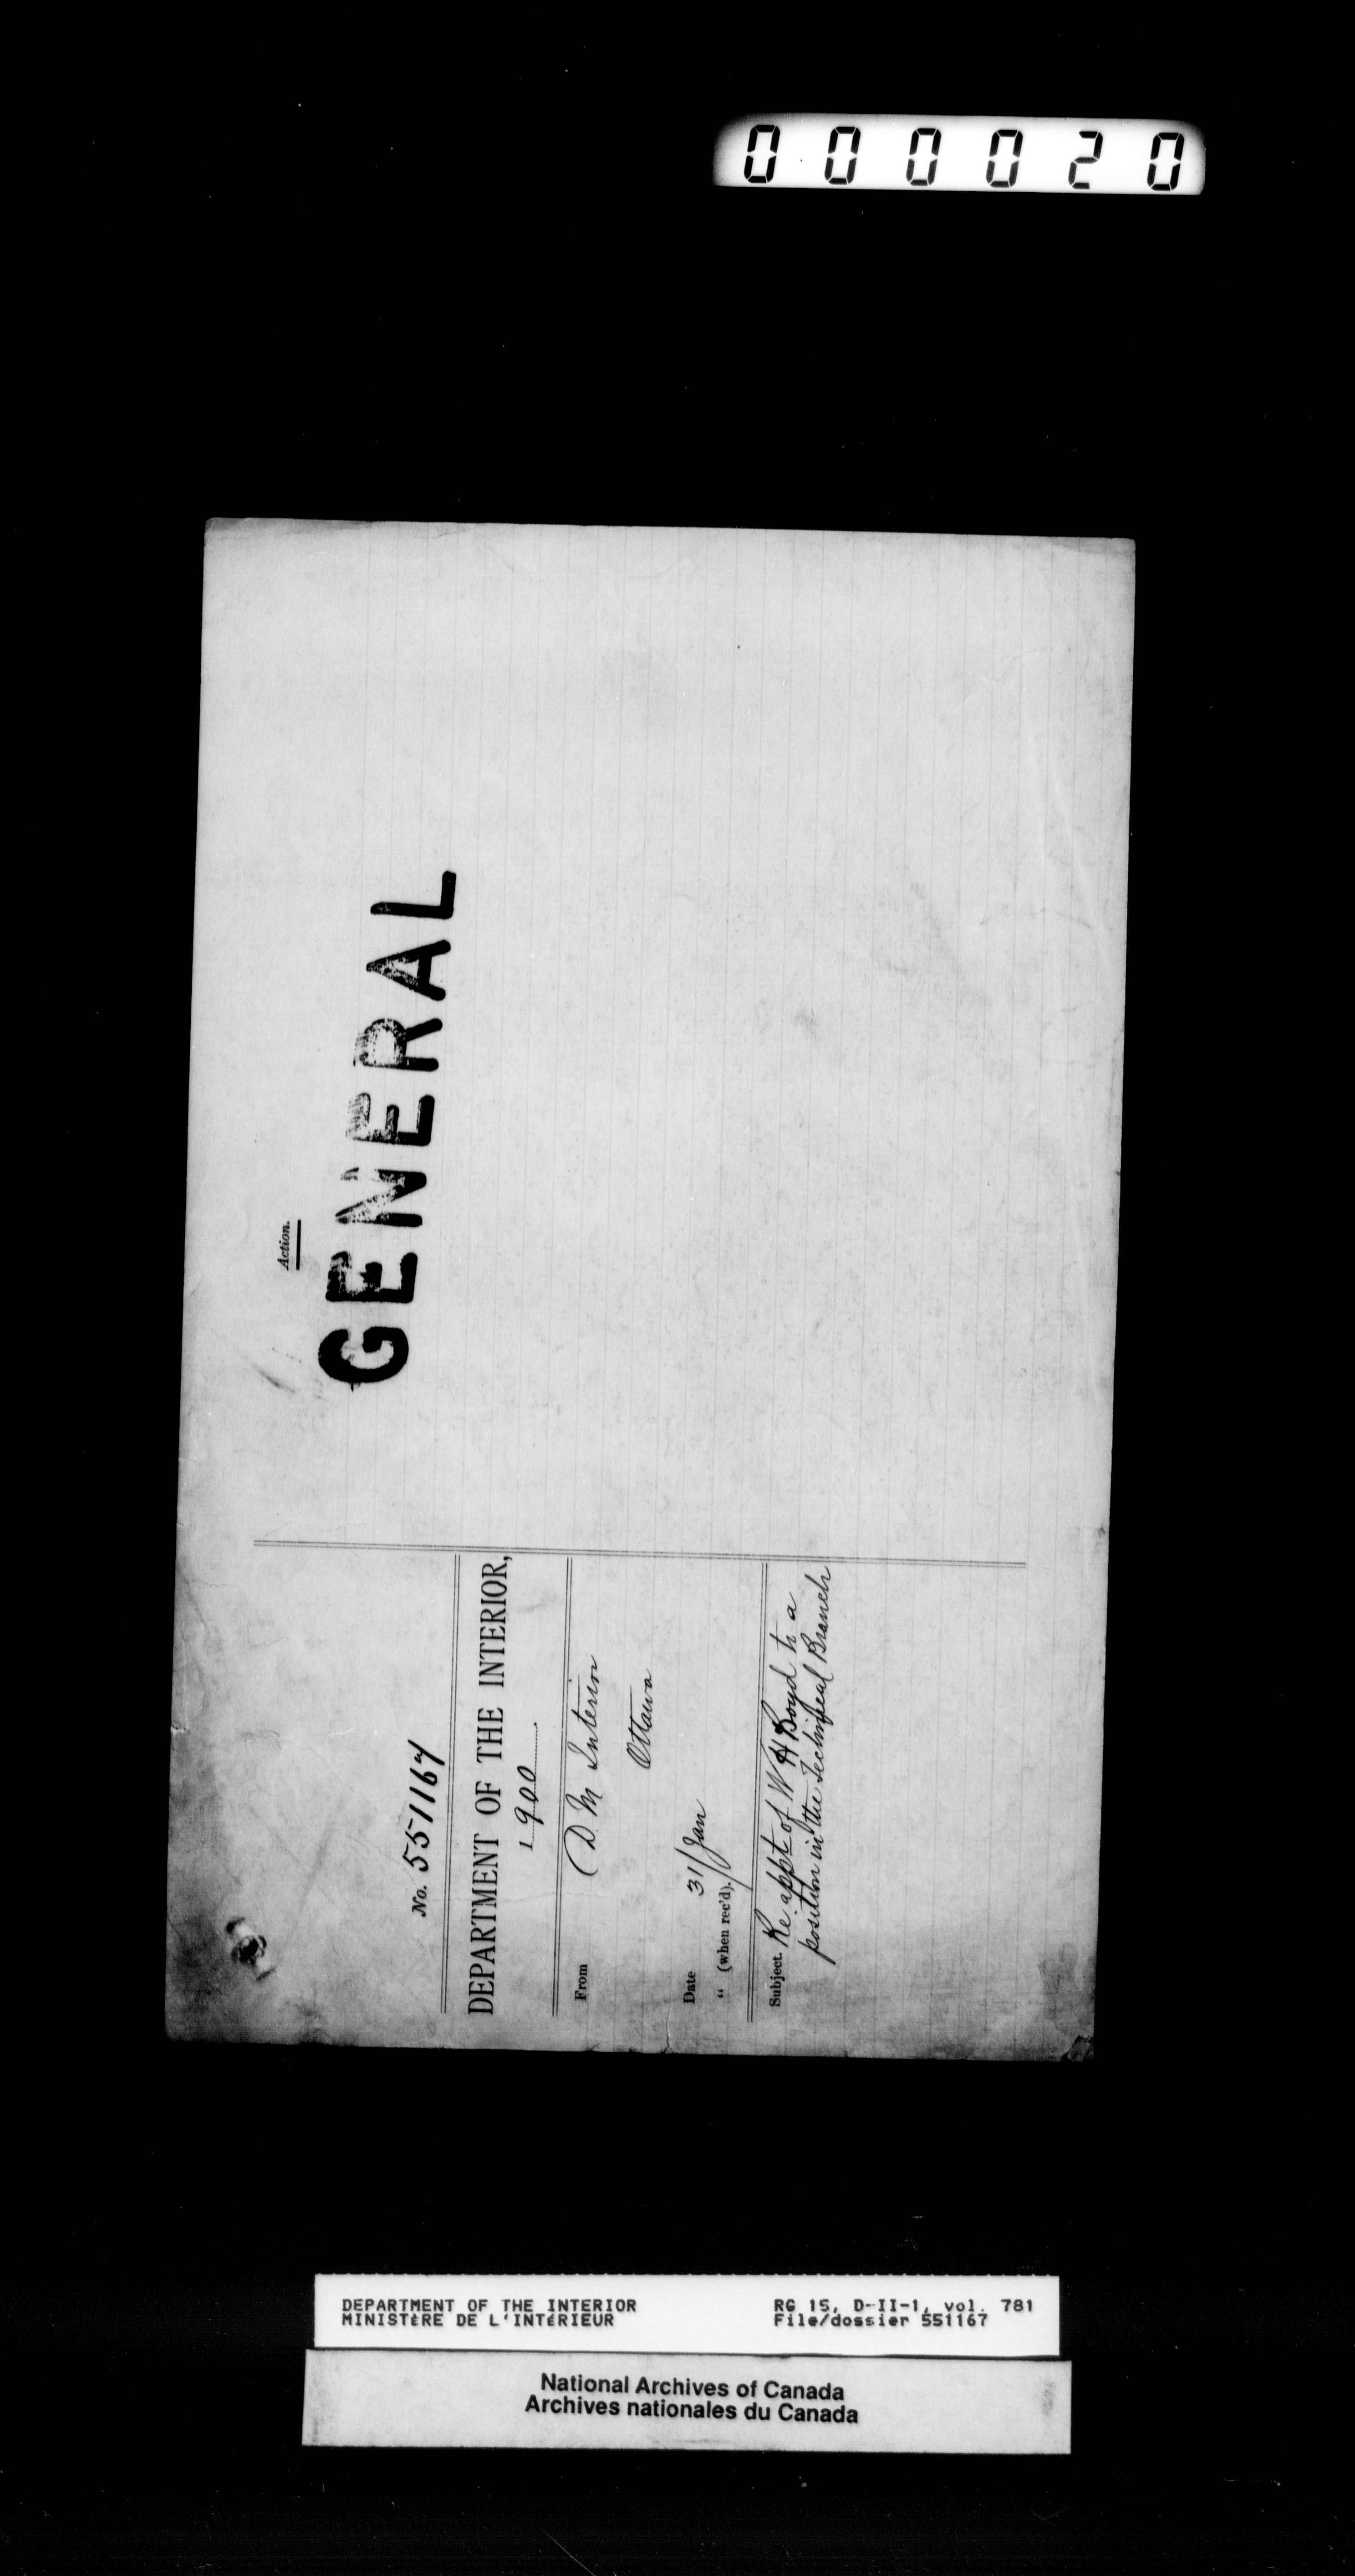 000020
Action.
GENERAL
No. 551167
DEPARTMENT OF THE INTERIOR,
1900
From D. M. Interior
Ottawa
Date 31/Jan
" (when rec'd).
Subject. Re appt of W H Boyd to a
position in the Technical Branch
DEPARTMENT OF THE INTERIOR RG 15, D-II-1, vol. 781
MINISTÈRE DE L'INTÉRIEUR File/dossier 551167
National Archives of Canada
Archives nationales du Canada